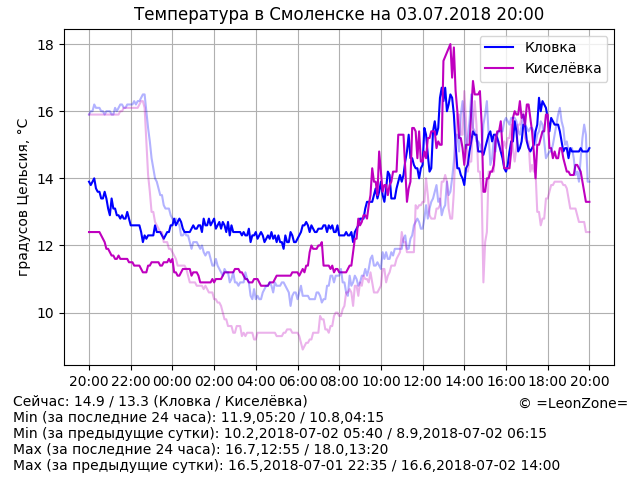 Температура в Смоленске на 03.07.2018 20:00
Кловка
Киселёвка
градусов Цельсия, °C
18
16
14
12
10
20:00 22:00 00:00 02:00 04:00 06:00 08:00 10:00 12:00 14:00 16:00 18:00 20:00
Сейчас: 14.9 / 13.3 (Кловка / Киселёвка)
© =LeonZone=
Min (за последние 24 часа): 11.9,05:20 / 10.8,04:15
Min (за предыдущие сутки): 10.2,2018-07-02 05:40 / 8.9,2018-07-02 06:15
Max (за последние 24 часа): 16.7,12:55 / 18.0,13:20
Max (за предыдущие сутки): 16.5,2018-07-01 22:35 / 16.6,2018-07-02 14:00